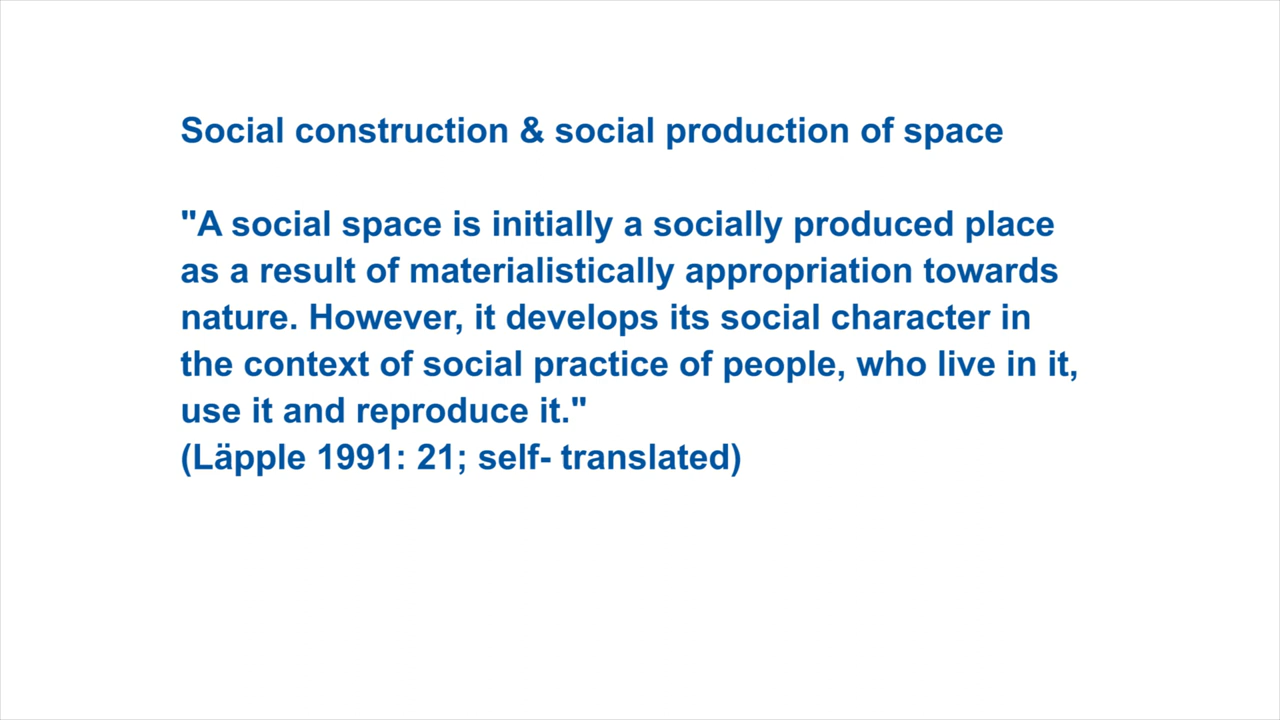 Social construction & social production of space
"A social space is initially a socially produced place
as a result of materialistically appropriation towards
nature. However, it develops its social character in
the context of social practice of people, who live in it,
use it and reproduce it."
(Läpple 1991: 21; self- translated)